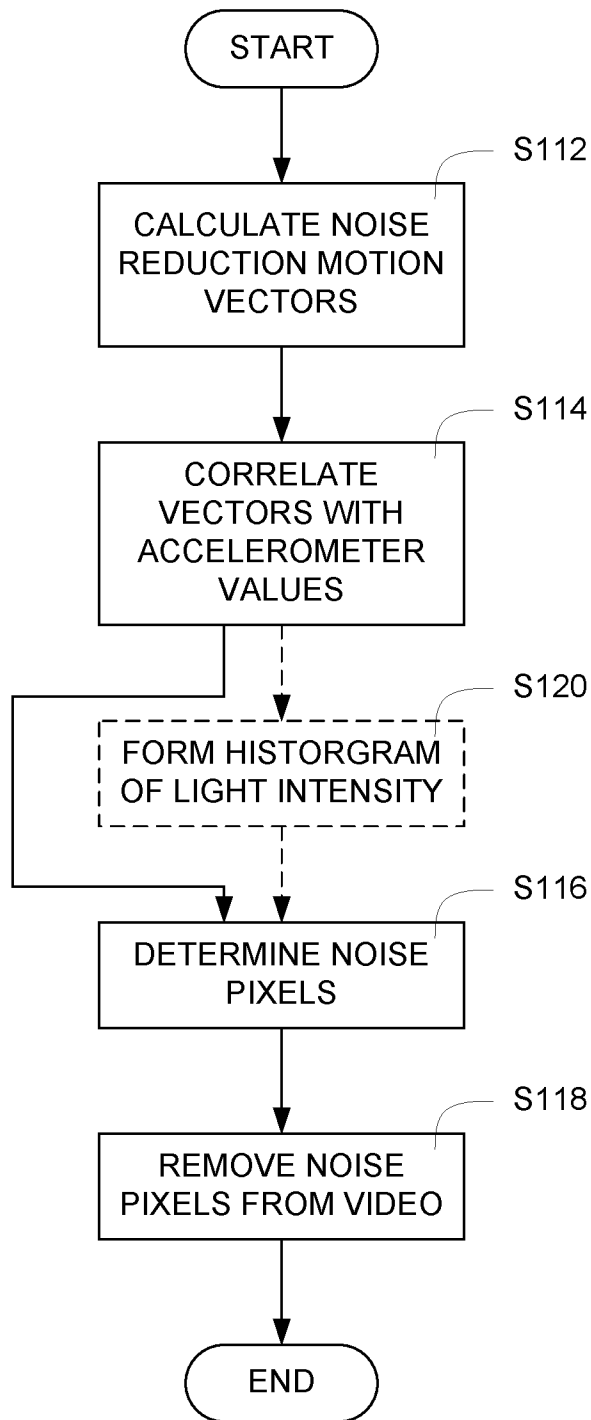 START
S112
CALCULATE NOISE
REDUCTION MOTION
VECTORS
S114
CORRELATE
VECTORS WITH
ACCELEROMETER
VALUES
S120
FORM HISTORGRAM
OF LIGHT INTENSITY
S116
DETERMINE NOISE
PIXELS
S118
REMOVE NOISE
PIXELS FROM VIDEO
END